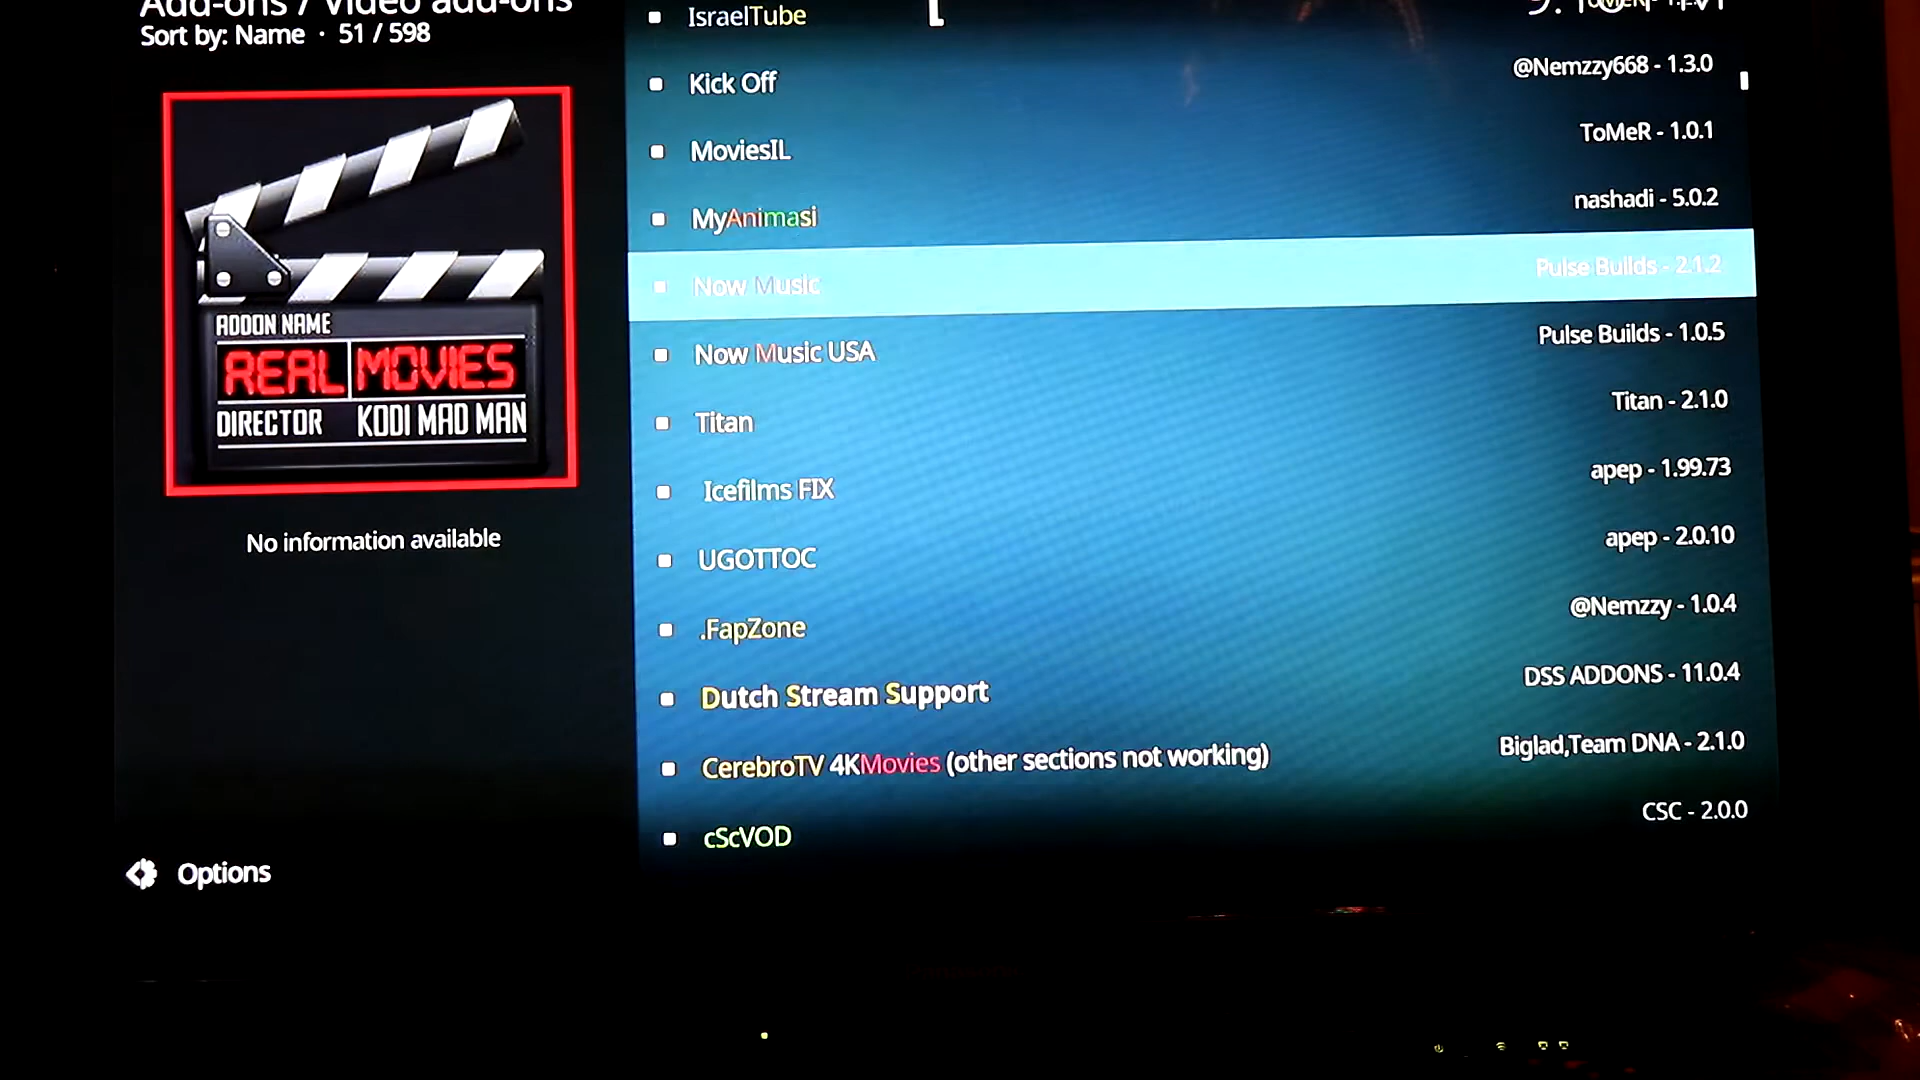 Add-ons / Video add-ons
Sort by: Name · 51 / 598
ADDON NAME
REAL MOVIES
DIRECTOR KODI MAD MAN
No information available
Options
IsraelTube
Kick Off @Nemzzy668 - 1.3.0
MoviesIL ToMeR - 1.0.1
MyAnimasi nashadi - 5.0.2
Now Music Pulse Builds - 2.1.2
Now Music USA Pulse Builds - 1.0.5
Titan Titan - 2.1.0
Icefilms FIX apep - 1.99.73
UGOTTOC apep - 2.0.10
.FapZone @Nemzzy - 1.0.4
Dutch Stream Support DSS ADDONS - 11.0.4
CerebroTV 4KMovies (other sections not working) Biglad,Team DNA - 2.1.0
cScVOD CSC - 2.0.0